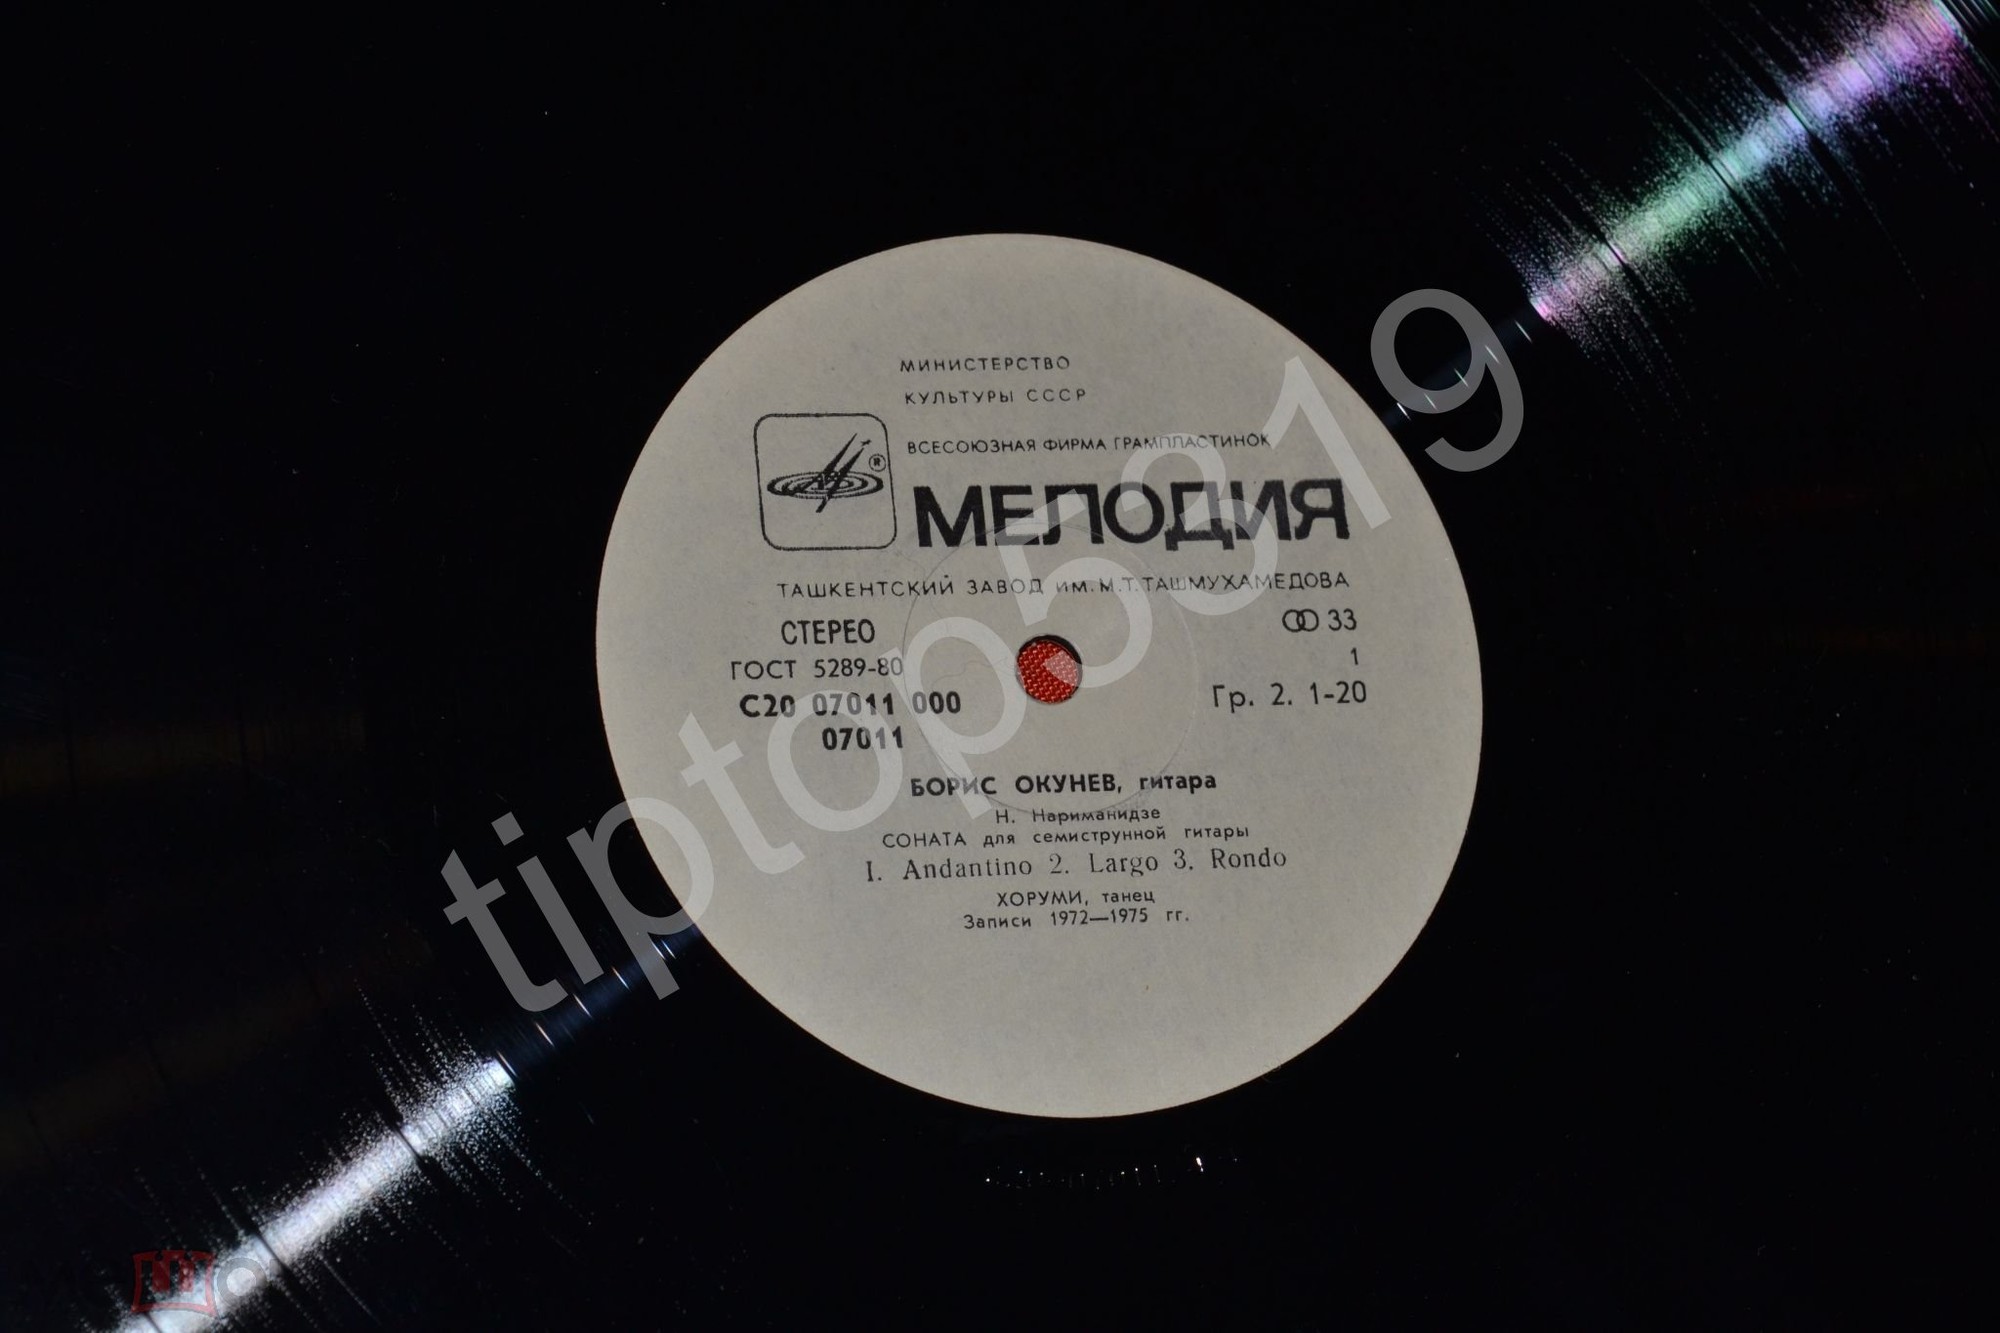 МИНИСТЕРСТВО
КУЛЬТУРЫ СССР
ВСЕСОЮЗНАЯ ФИРМА ГРАМПЛАСТИНОК
®
МЕЛОДИЯ
ТАШКЕНТСКИЙ ЗАВОД им. М.Т. ТАШМУХАМЕДОВА
СТЕРЕО
33
ГОСТ 5289-80
1
С20 07011 000
Гр. 2. 1-20
07011
БОРИС ОКУНЕВ, гитара
Н. Нариманидзе
СОНАТА для семиструнной гитары
I. Andantino 2. Largo 3. Rondo
ХОРУМИ, танец
Записи 1972—1975 гг.
tiptop5319